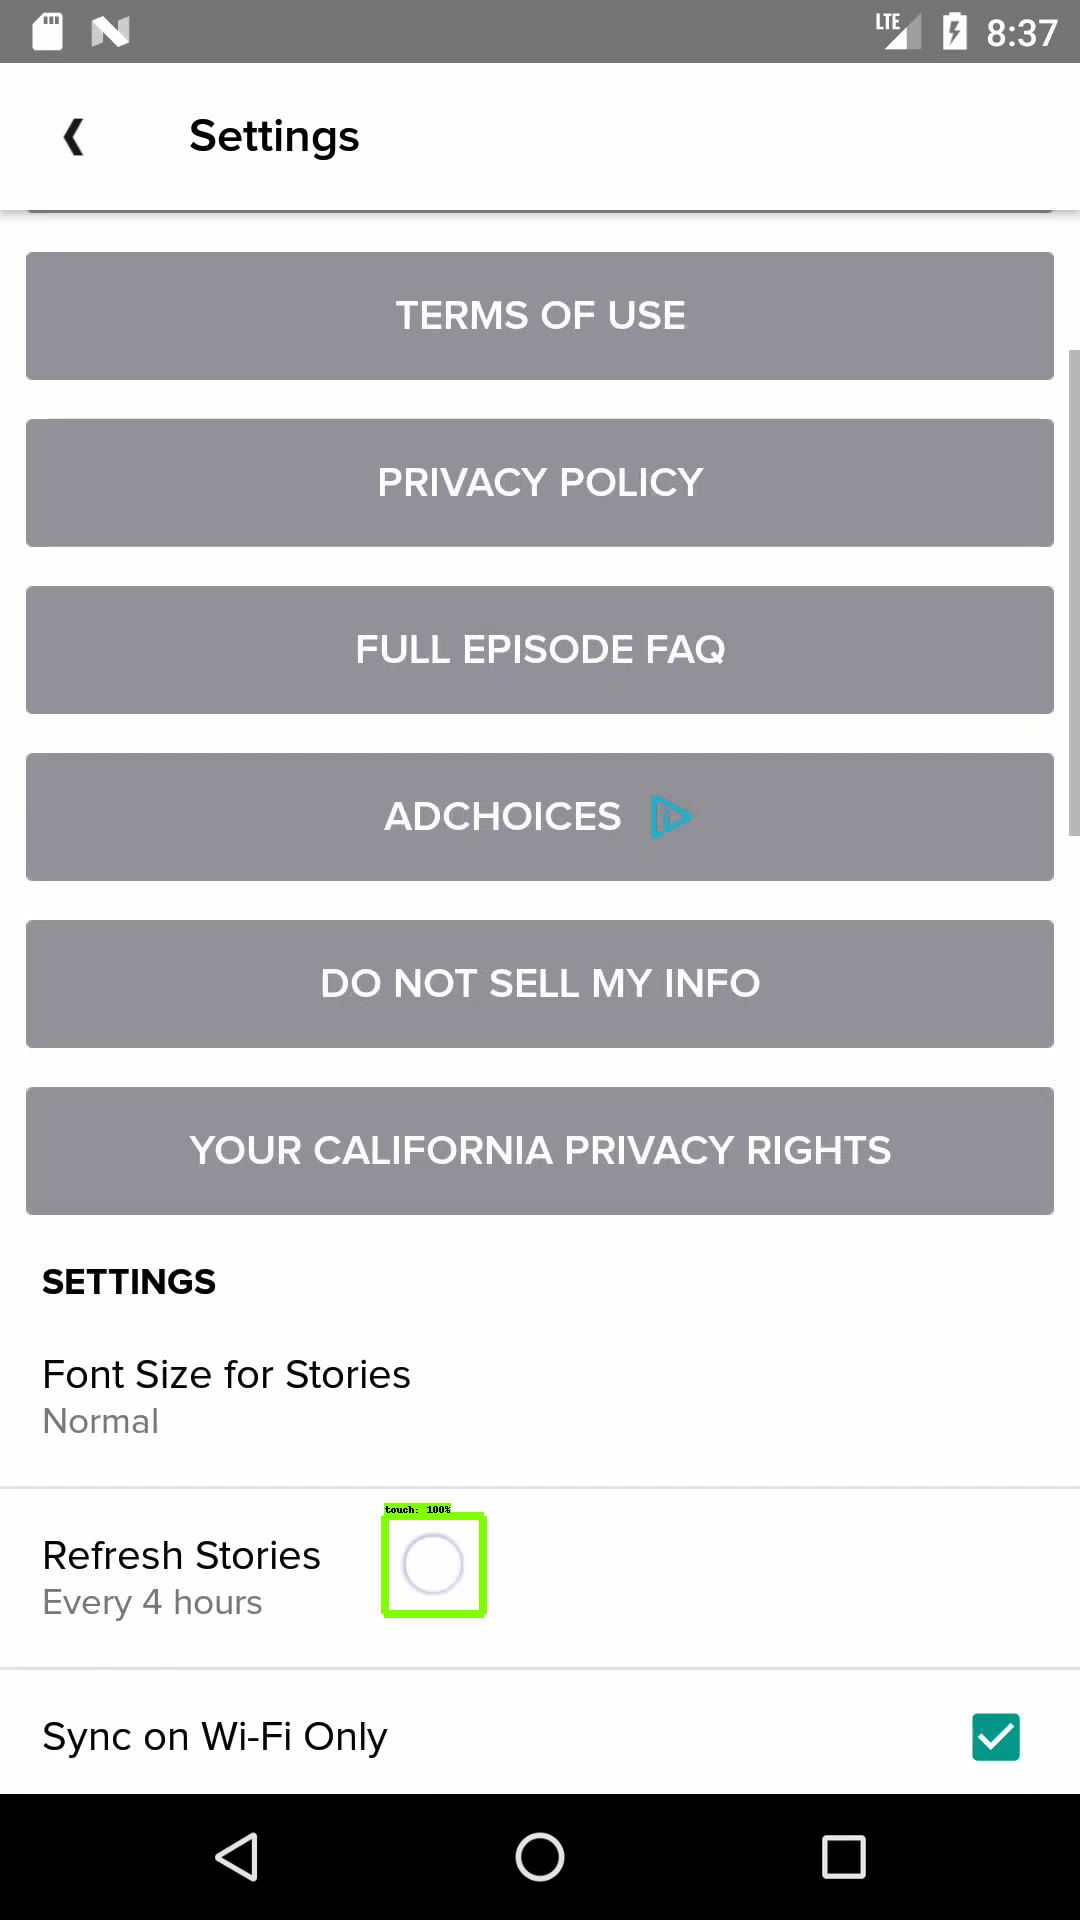 LTE 8:37
Settings
TERMS OF USE
PRIVACY POLICY
FULL EPISODE FAQ
ADCHOICES
DO NOT SELL MY INFO
YOUR CALIFORNIA PRIVACY RIGHTS
SETTINGS
Font Size for Stories
Normal
touch: 100%
Refresh Stories
Every 4 hours
Sync on Wi-Fi Only